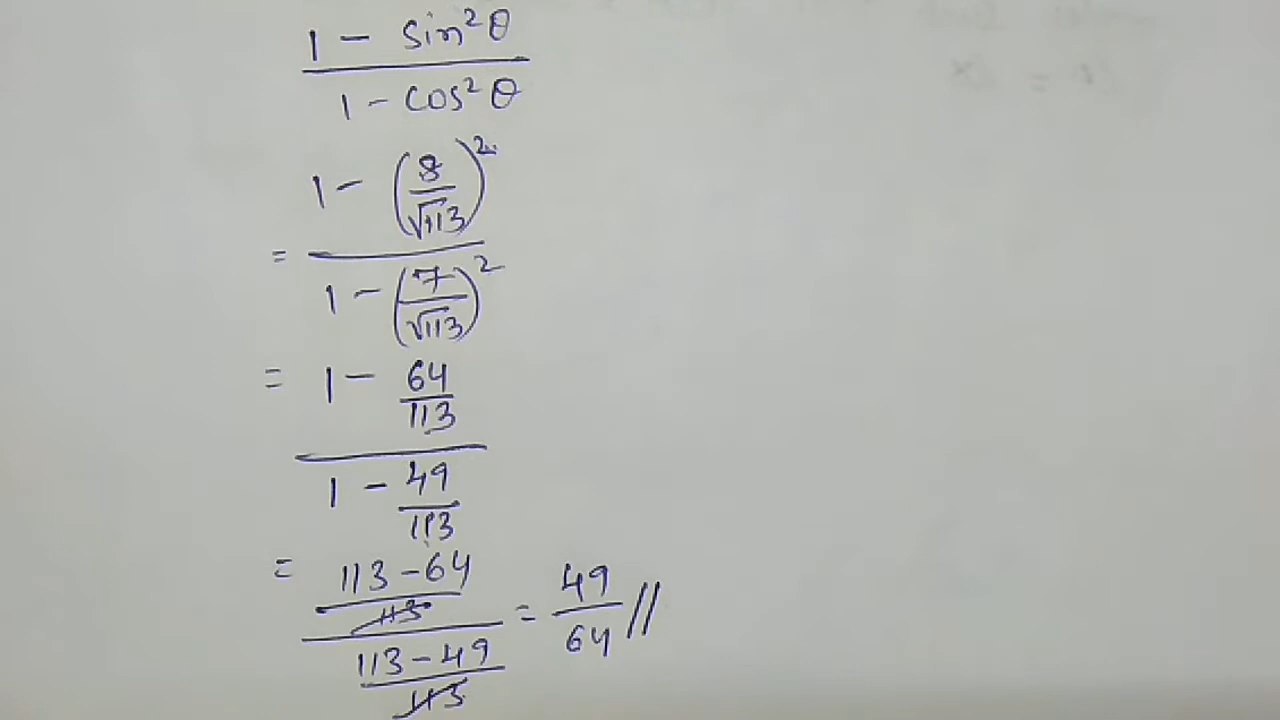 1 - sin²θ
1 - cos²θ
1 - (8/√113)²
=
1 - (7/√113)²
= 1 - 64/113
1 - 49/113
= 113 - 64
113
= 49/64 //
113 - 49
113